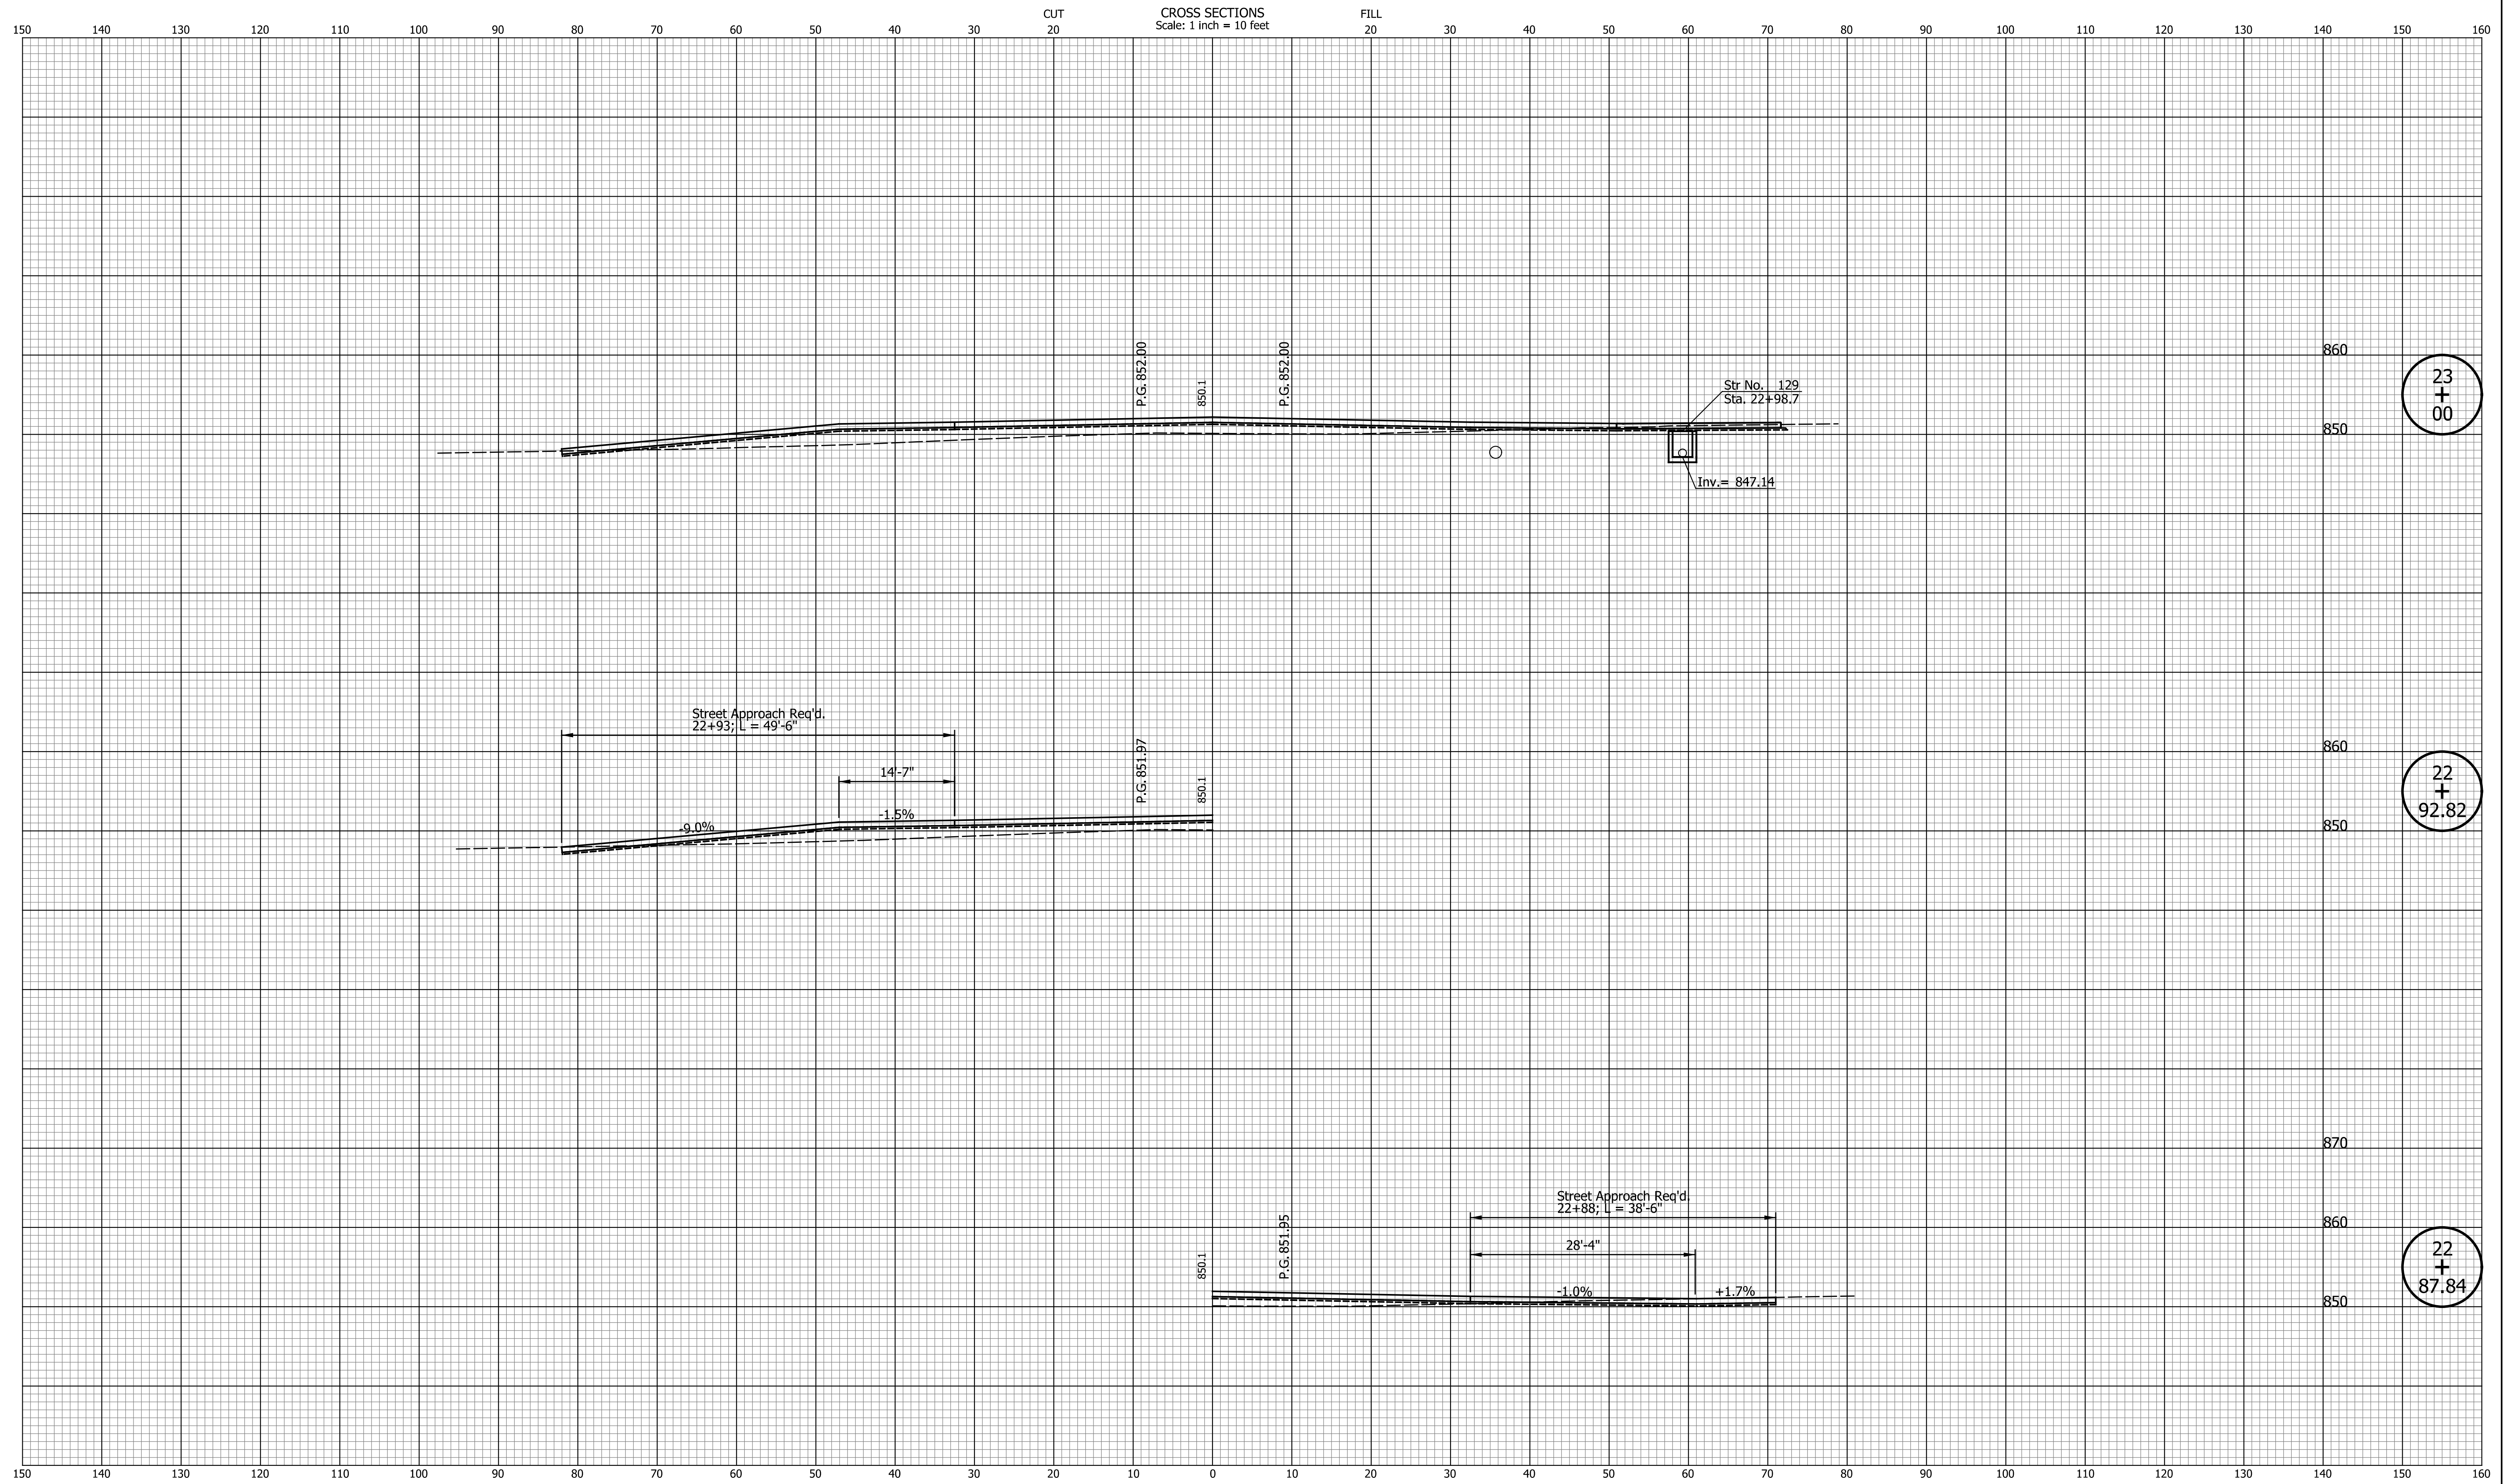 CUT CROSS SECTIONS FILL
Scale: 1 inch = 10 feet
150 140 130 120 110 100 90 80 70 60 50 40 30 20 20 30 40 50 60 70 80 90 100 110 120 130 140 150 160
P.G. 852.00
850.1
P.G. 852.00
Str No. 129
Sta. 22+98.7
Inv.= 847.14
860
850
23
+
00
Street Approach Req'd.
22+93; L = 49'-6"
14'-7"
-9.0%
-1.5%
P.G. 851.97
850.1
860
850
22
+
92.82
870
Street Approach Req'd.
22+88; L = 38'-6"
28'-4"
850.1
P.G. 851.95
-1.0%
+1.7%
860
850
22
+
87.84
150 140 130 120 110 100 90 80 70 60 50 40 30 20 10 0 10 20 30 40 50 60 70 80 90 100 110 120 130 140 150 160